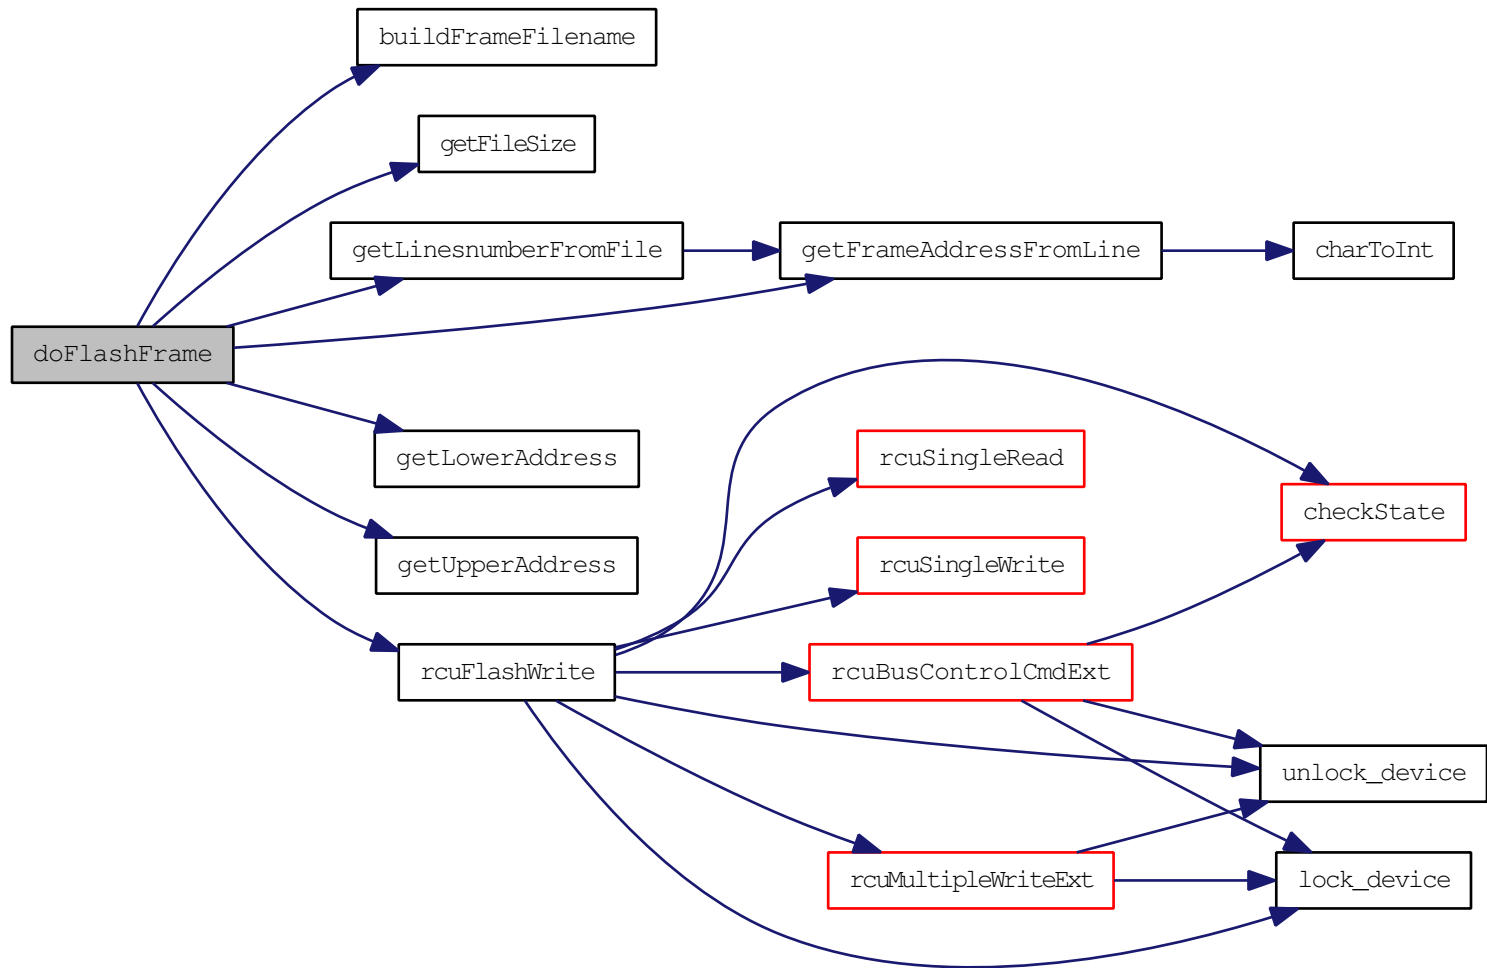 buildFrameFilename
getFileSize
getLinesnumberFromFile
getFrameAddressFromLine
charToInt
doFlashFrame
getLowerAddress
rcuSingleRead
checkState
getUpperAddress
rcuSingleWrite
rcuFlashWrite
rcuBusControlCmdExt
unlock_device
rcuMultipleWriteExt
lock_device